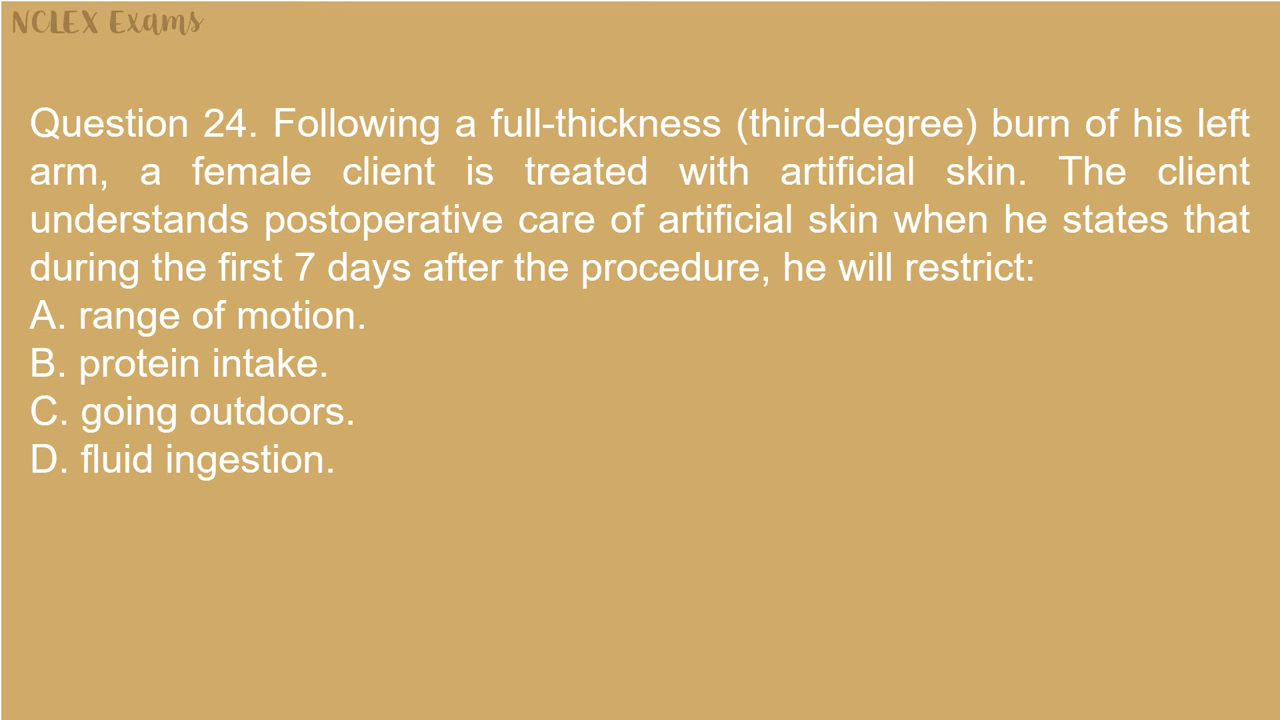 NCLEX Exams
Question 24. Following a full-thickness (third-degree) burn of his left
arm, a female client is treated with artificial skin. The client
understands postoperative care of artificial skin when he states that
during the first 7 days after the procedure, he will restrict:
A. range of motion.
B. protein intake.
C. going outdoors.
D. fluid ingestion.